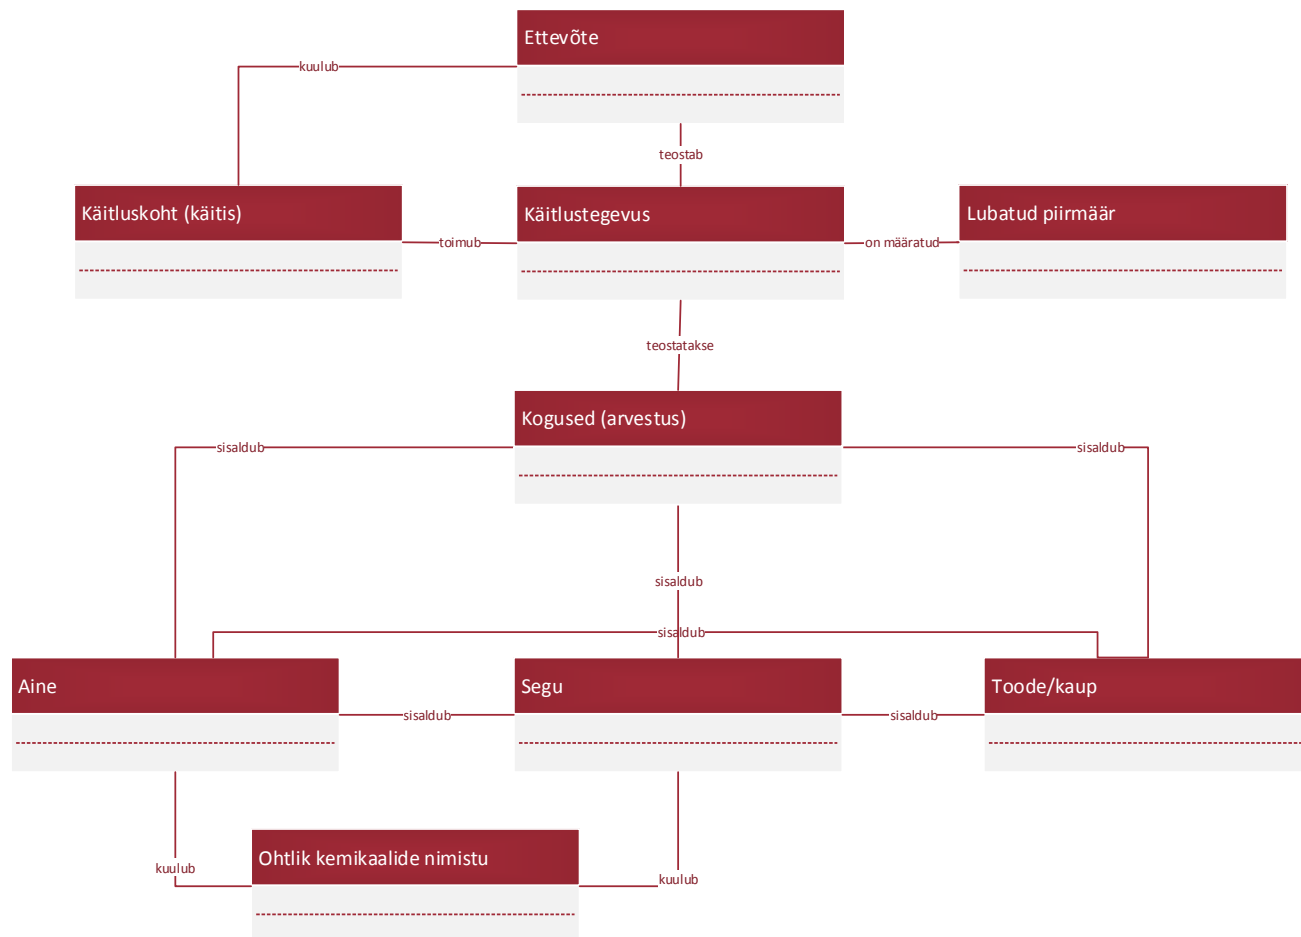 Ettevõte
kuulub
teostab
Käitluskoht (käitis)
Käitlustegevus
Lubatud piirmäär
toimub
on määratud
teostatakse
Kogused (arvestus)
sisaldub
sisaldub
sisaldub
sisaldub
Aine
Segu
Toode/kaup
sisaldub
sisaldub
Ohtlik kemikaalide nimistu
kuulub
kuulub